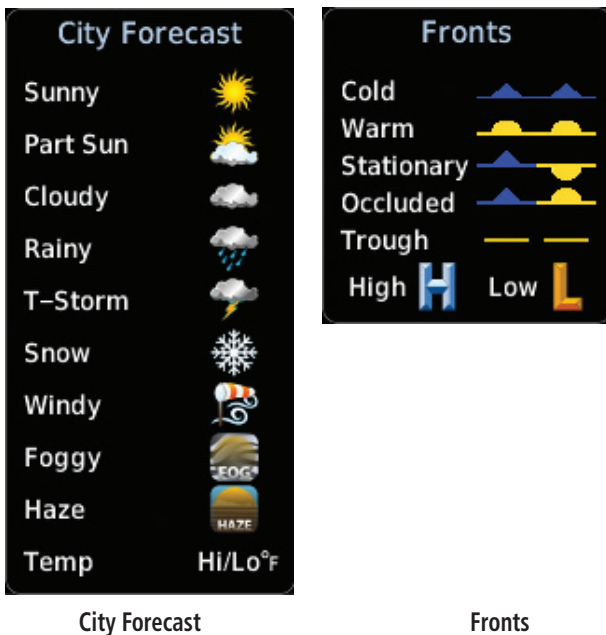 City Forecast
Sunny
Part Sun
Cloudy
Rainy
T-Storm
Snow
Windy
Foggy
FOG
Haze
HAZE
Temp Hi/Lo°F
City Forecast
Fronts
Cold
Warm
Stationary
Occluded
Trough
High H Low L
Fronts